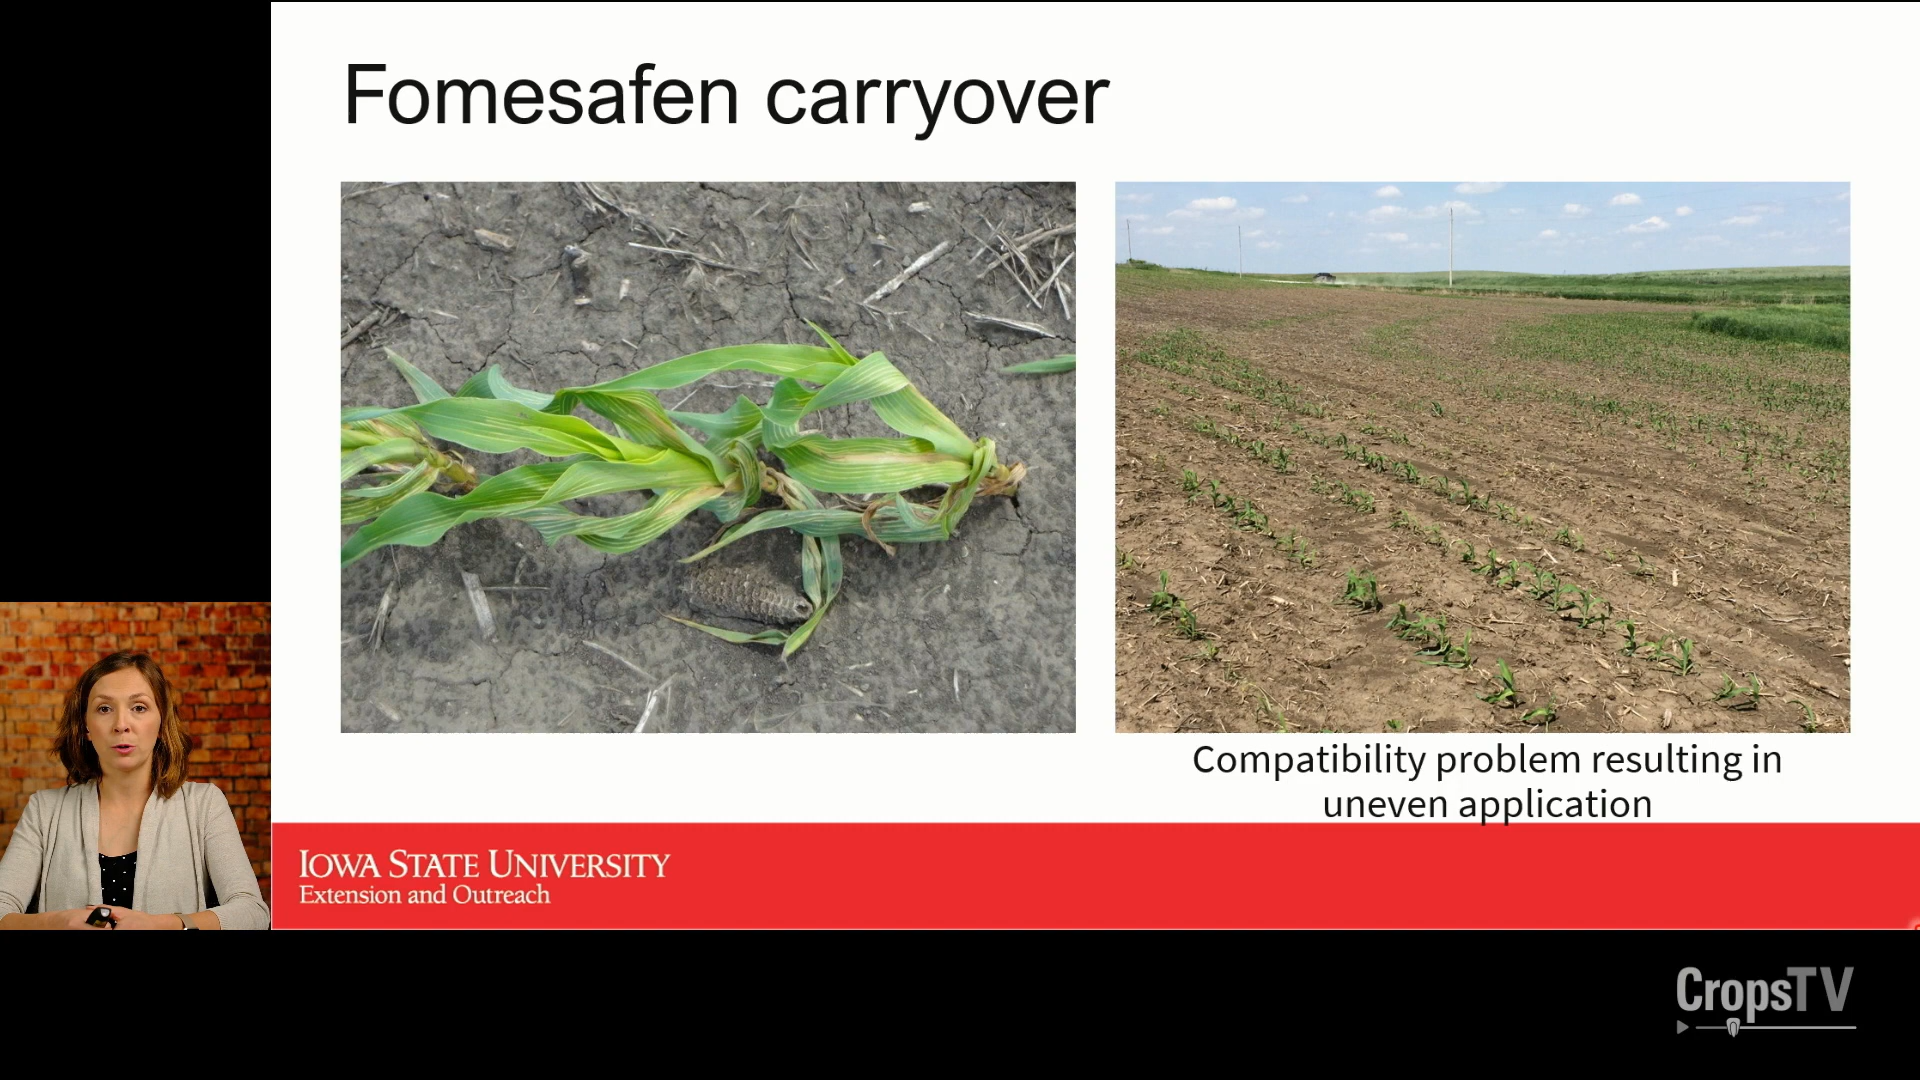 Fomesafen carryover
Compatibility problem resulting in
uneven application
IOWA STATE UNIVERSITY
Extension and Outreach
CropsTV